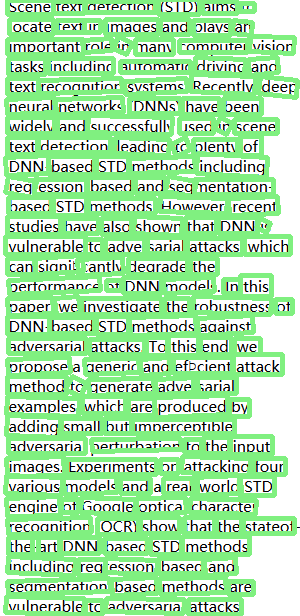 Scene text detection (STD) aims to
locate text in images and plays an
important role in many computer vision
tasks including automatic driving and
text recognition systems. Recently, deep
neural networks (DNNs) have been
widely and successfully used in scene
text detection, leading to plenty of
DNN-based STD methods including
regression-based and segmentation-
based STD methods. However, recent
studies have also shown that DNN is
vulnerable to adversarial attacks, which
can significantly degrade the
performance of DNN models. In this
paper, we investigate the robustness of
DNN-based STD methods against
adversarial attacks. To this end, we
propose a generic and efficient attack
method to generate adversarial
examples, which are produced by
adding small but imperceptible
adversarial perturbation to the input
images. Experiments on attacking four
various models and a real-world STD
engine of Google optical character
recognition (OCR) show that the stateof-
the-art DNN-based STD methods
including regression-based and
segmentation-based methods are
vulnerable to adversarial attacks